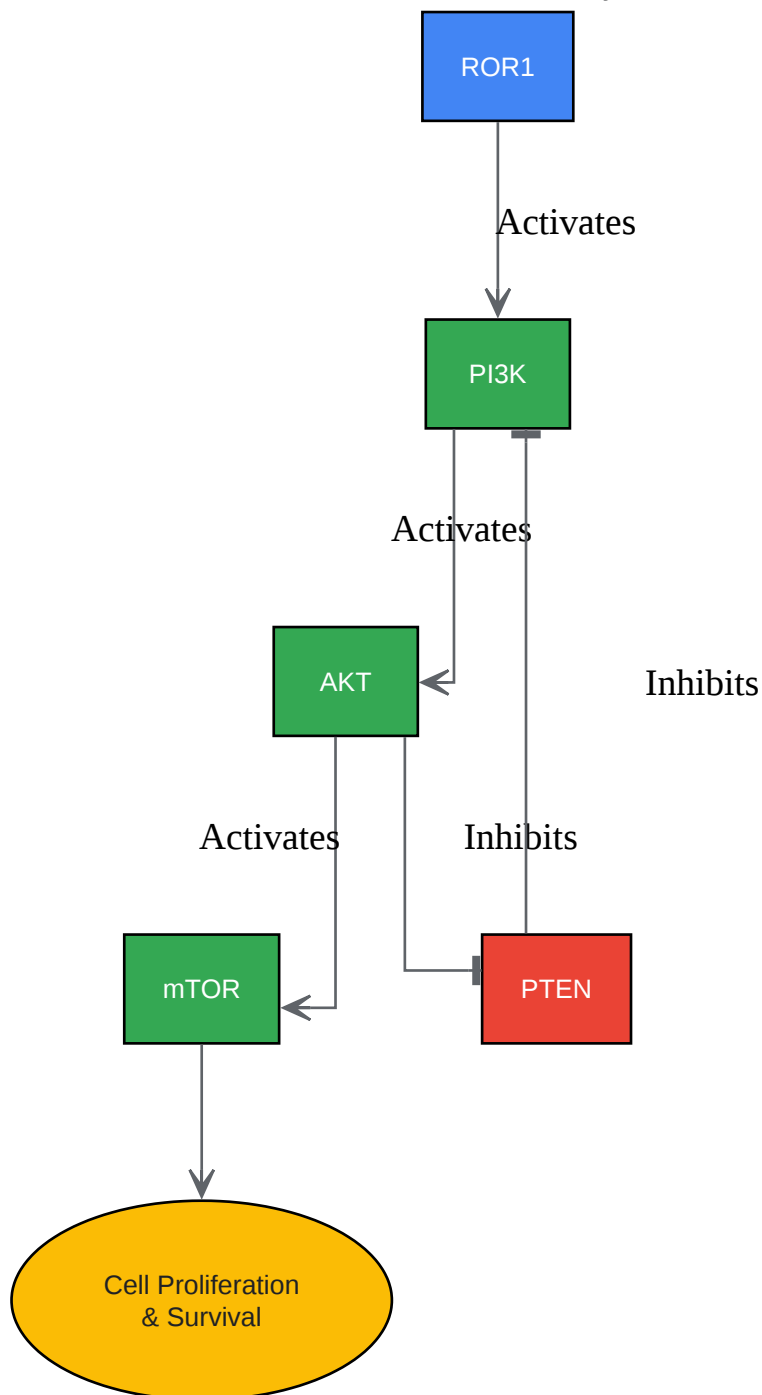 ROR1
Activates
PI3K
Activates
AKT
Inhibits
Activates
Inhibits
mTOR
PTEN
Cell Proliferation
& Survival